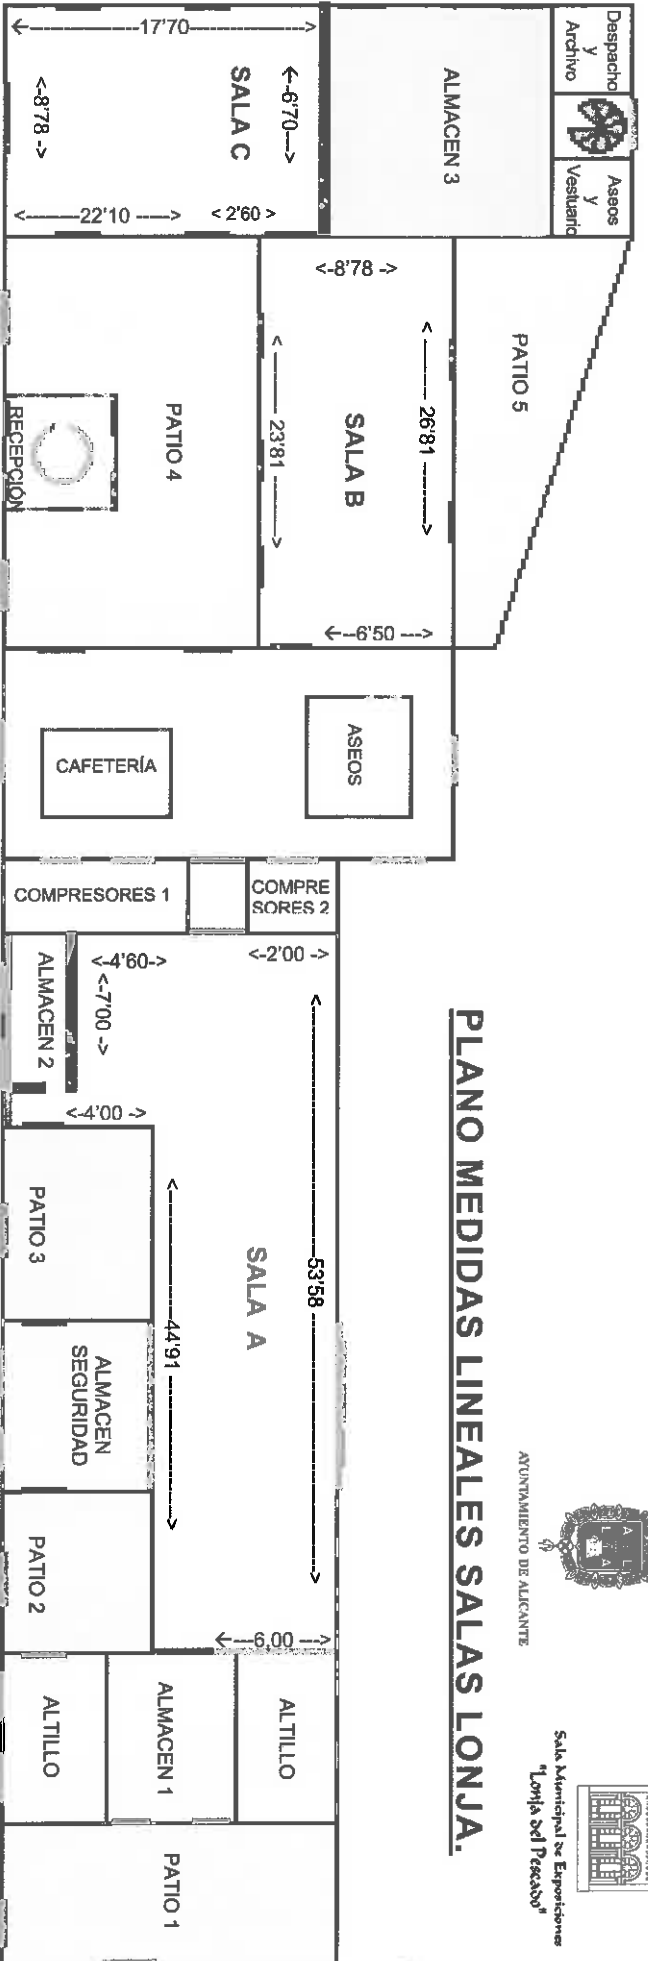 AYUNTAMIENTO DE ALICANTE
Sala Municipal de Exposiciones
"Lonja del Pescado"
PLANO MEDIDAS LINEALES SALAS LONJA.
Despacho
y
Archivo
Aseos
y
Vestuario
ALMACEN 3
SALA C
17'70
<--6'70--->
<-8'78 ->
<------22'10 ---->
< 2'60 >
PATIO 5
<-8'78 ->
< ------ 26'81 ------>
SALA B
< ------ 23'81 ------>
<--6'50 --->
PATIO 4
RECEPCIÓN
ASEOS
CAFETERÍA
COMPRE
SORES 2
COMPRESORES 1
<-2'00 ->
<-4'60->
<-7'00 ->
ALMACEN 2
<-4'00 ->
53'58
SALA A
44'91
PATIO 3
ALMACEN
SEGURIDAD
PATIO 2
<---6,00 --->
ALTILLO
ALMACEN 1
ALTILLO
PATIO 1